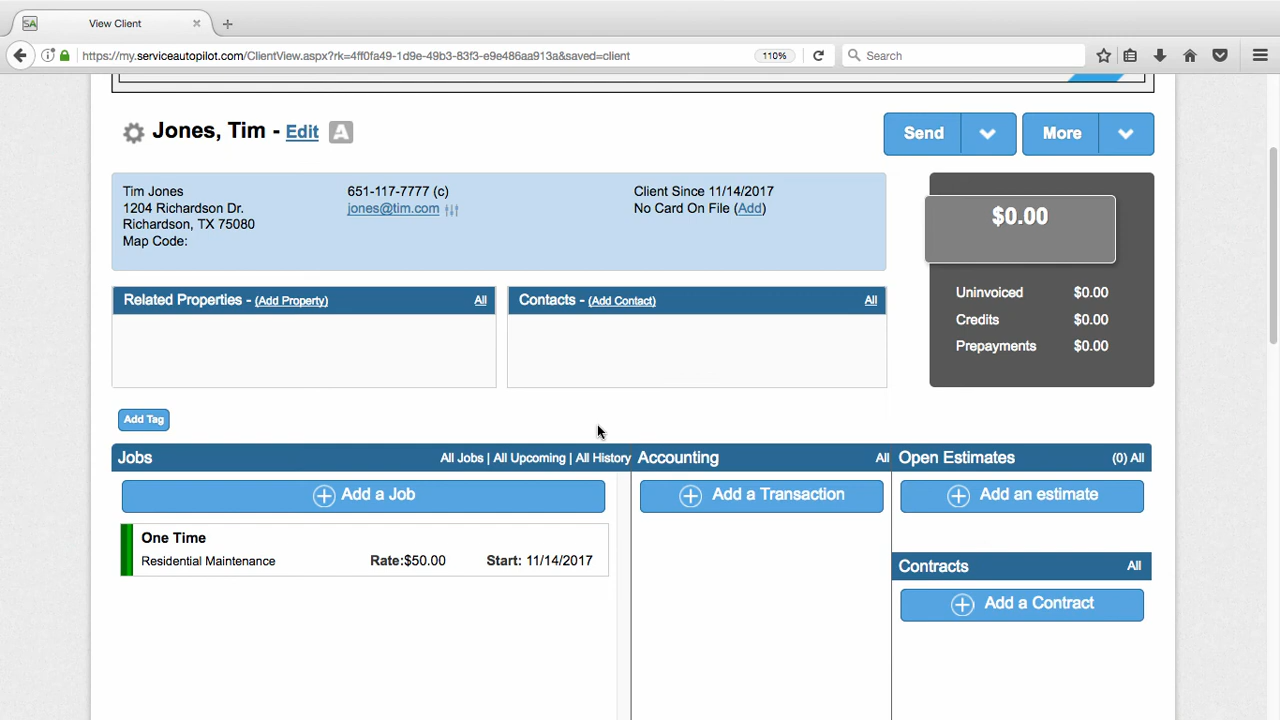 SA View Client
https://my.serviceautopilot.com/ClientView.aspx?rk=4ff0fa49-1d9e-49b3-83f3-e9e486aa913a&saved=client 110% Search
Jones, Tim - Edit A Send More
Tim Jones 651-117-7777 (c) Client Since 11/14/2017
1204 Richardson Dr. jones@tim.com No Card On File (Add)
Richardson, TX 75080
Map Code:
$0.00
Uninvoiced $0.00
Credits $0.00
Prepayments $0.00
Related Properties - (Add Property) All Contacts - (Add Contact) All
Add Tag
Jobs All Jobs | All Upcoming | All History Accounting All Open Estimates (0) All
Add a Job Add a Transaction Add an estimate
One Time
Residential Maintenance Rate:$50.00 Start: 11/14/2017
Contracts All
Add a Contract